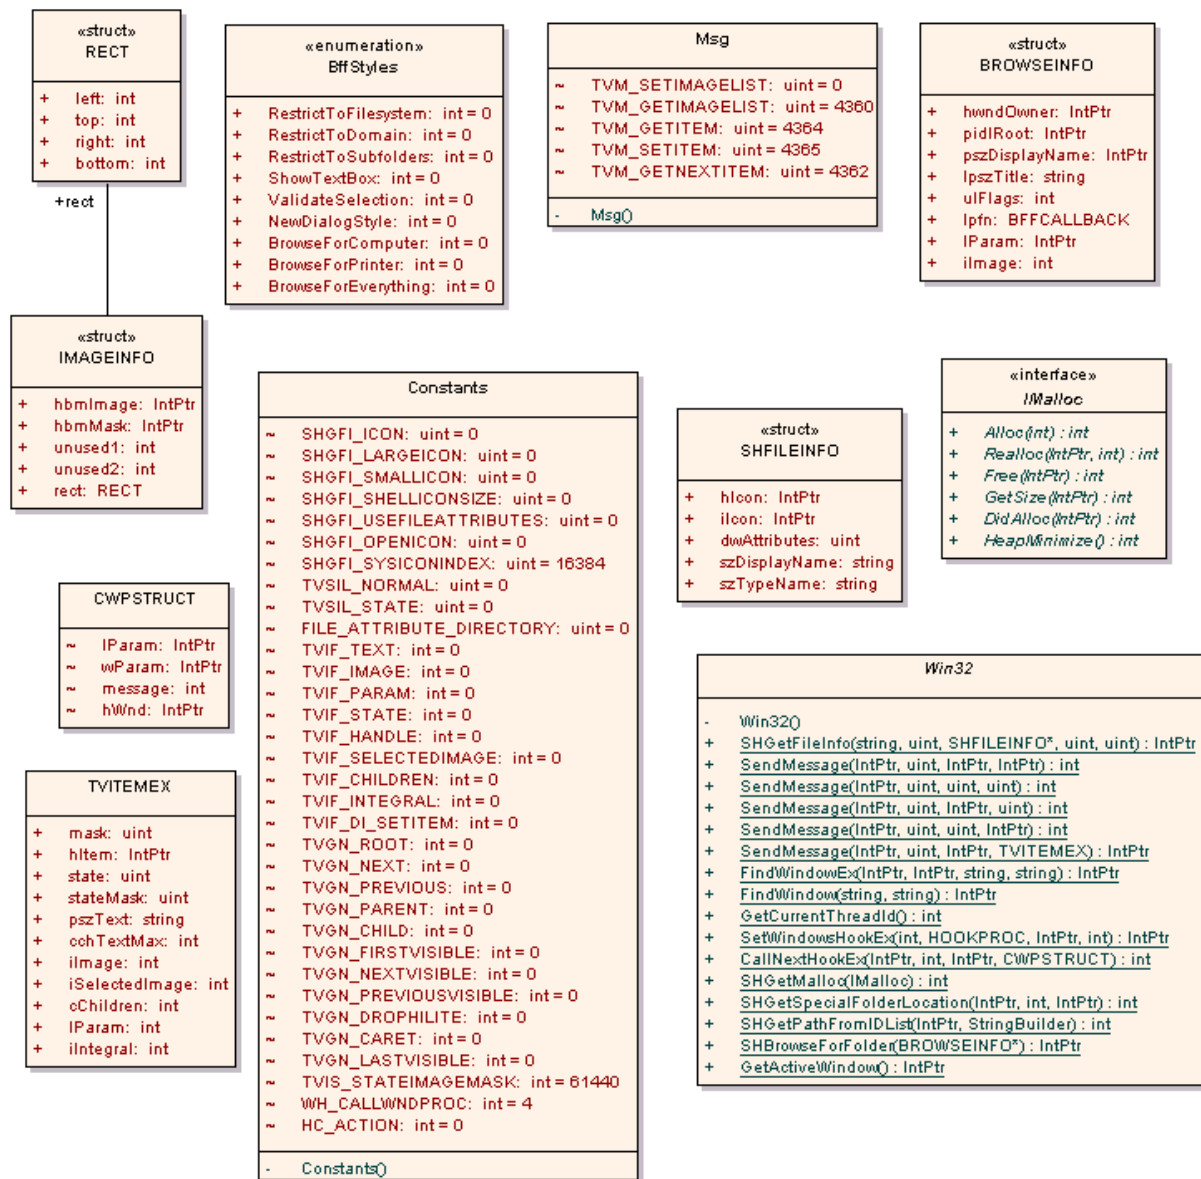 «struct»
RECT
+ left: int
+ top: int
+ right: int
+ bottom: int
+rect
«enumeration»
BffStyles
+ RestrictToFilesystem: int = 0
+ RestrictToDomain: int = 0
+ RestrictToSubfolders: int = 0
+ ShowTextBox: int = 0
+ ValidateSelection: int = 0
+ NewDialogStyle: int = 0
+ BrowseForComputer: int = 0
+ BrowseForPrinter: int = 0
+ BrowseForEverything: int = 0
Msg
~ TVM_SETIMAGELIST: uint = 0
~ TVM_GETIMAGELIST: uint = 4360
~ TVM_GETITEM: uint = 4364
~ TVM_SETITEM: uint = 4365
~ TVM_GETNEXTITEM: uint = 4362
- Msg()
«struct»
BROWSEINFO
+ hwndOwner: IntPtr
+ pidlRoot: IntPtr
+ pszDisplayName: IntPtr
+ lpszTitle: string
+ ulFlags: int
+ lpfn: BFFCALLBACK
+ lParam: IntPtr
+ iImage: int
«struct»
IMAGEINFO
+ hbmImage: IntPtr
+ hbmMask: IntPtr
+ unused1: int
+ unused2: int
+ rect: RECT
Constants
~ SHGFI_ICON: uint = 0
~ SHGFI_LARGEICON: uint = 0
~ SHGFI_SMALLICON: uint = 0
~ SHGFI_SHELLICONSIZE: uint = 0
~ SHGFI_USEFILEATTRIBUTES: uint = 0
~ SHGFI_OPENICON: uint = 0
~ SHGFI_SYSICONINDEX: uint = 16384
~ TVSIL_NORMAL: uint = 0
~ TVSIL_STATE: uint = 0
~ FILE_ATTRIBUTE_DIRECTORY: uint = 0
~ TVIF_TEXT: int = 0
~ TVIF_IMAGE: int = 0
~ TVIF_PARAM: int = 0
~ TVIF_STATE: int = 0
~ TVIF_HANDLE: int = 0
~ TVIF_SELECTEDIMAGE: int = 0
~ TVIF_CHILDREN: int = 0
~ TVIF_INTEGRAL: int = 0
~ TVIF_DI_SETITEM: int = 0
~ TVGN_ROOT: int = 0
~ TVGN_NEXT: int = 0
~ TVGN_PREVIOUS: int = 0
~ TVGN_PARENT: int = 0
~ TVGN_CHILD: int = 0
~ TVGN_FIRSTVISIBLE: int = 0
~ TVGN_NEXTVISIBLE: int = 0
~ TVGN_PREVIOUSVISIBLE: int = 0
~ TVGN_DROPHILITE: int = 0
~ TVGN_CARET: int = 0
~ TVGN_LASTVISIBLE: int = 0
~ TVIS_STATEIMAGEMASK: int = 61440
~ WH_CALLWNDPROC: int = 4
~ HC_ACTION: int = 0
- Constants()
«struct»
SHFILEINFO
+ hIcon: IntPtr
+ iIcon: IntPtr
+ dwAttributes: uint
+ szDisplayName: string
+ szTypeName: string
«interface»
IMalloc
+ Alloc(int) : int
+ Realloc(IntPtr, int) : int
+ Free(IntPtr) : int
+ GetSize(IntPtr) : int
+ DidAlloc(IntPtr) : int
+ HeapMinimize() : int
CWPSTRUCT
~ lParam: IntPtr
~ wParam: IntPtr
~ message: int
~ hWnd: IntPtr
TVITEMEX
+ mask: uint
+ hItem: IntPtr
+ state: uint
+ stateMask: uint
+ pszText: string
+ cchTextMax: int
+ iImage: int
+ iSelectedImage: int
+ cChildren: int
+ lParam: int
+ iIntegral: int
Win32
- Win32()
+ SHGetFileInfo(string, uint, SHFILEINFO*, uint, uint) : IntPtr
+ SendMessage(IntPtr, uint, IntPtr, IntPtr) : int
+ SendMessage(IntPtr, uint, uint, uint) : int
+ SendMessage(IntPtr, uint, IntPtr, uint) : int
+ SendMessage(IntPtr, uint, uint, IntPtr) : int
+ SendMessage(IntPtr, uint, IntPtr, TVITEMEX) : IntPtr
+ FindWindowEx(IntPtr, IntPtr, string, string) : IntPtr
+ FindWindow(string, string) : IntPtr
+ GetCurrentThreadId() : int
+ SetWindowsHookEx(int, HOOKPROC, IntPtr, int) : IntPtr
+ CallNextHookEx(IntPtr, int, IntPtr, CWPSTRUCT) : int
+ SHGetMalloc(IMalloc) : int
+ SHGetSpecialFolderLocation(IntPtr, int, IntPtr) : int
+ SHGetPathFromIDList(IntPtr, StringBuilder) : int
+ SHBrowseForFolder(BROWSEINFO*) : IntPtr
+ GetActiveWindow() : IntPtr